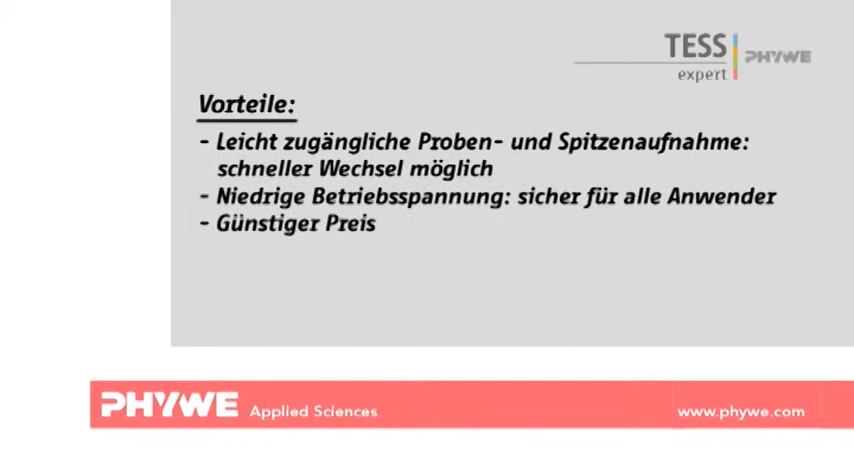 TESS
expert
PHYWE
Vorteile:
- Leicht zugängliche Proben- und Spitzenaufnahme:
schneller Wechsel möglich
- Niedrige Betriebsspannung: sicher für alle Anwender
- Günstiger Preis
PHYWE Applied Sciences www.phywe.com